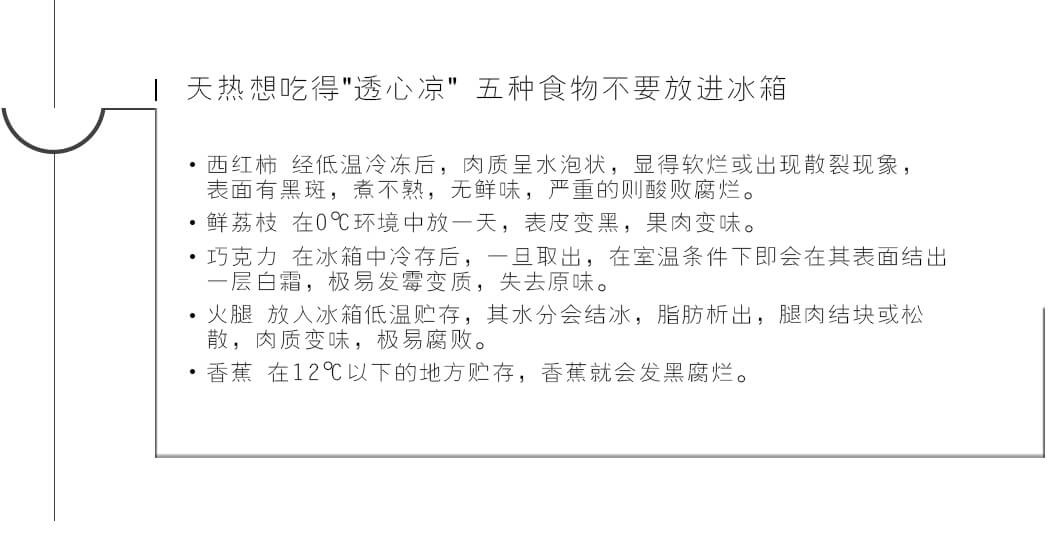 天热想吃得"透心凉" 五种食物不要放进冰箱
• 西红柿 经低温冷冻后，肉质呈水泡状，显得软烂或出现散裂现象，
表面有黑斑，煮不熟，无鲜味，严重的则酸败腐烂。
• 鲜荔枝 在0℃环境中放一天，表皮变黑，果肉变味。
• 巧克力 在冰箱中冷存后，一旦取出，在室温条件下即会在其表面结出
一层白霜，极易发霉变质，失去原味。
• 火腿 放入冰箱低温贮存，其水分会结冰，脂肪析出，腿肉结块或松
散，肉质变味，极易腐败。
• 香蕉 在12℃以下的地方贮存，香蕉就会发黑腐烂。